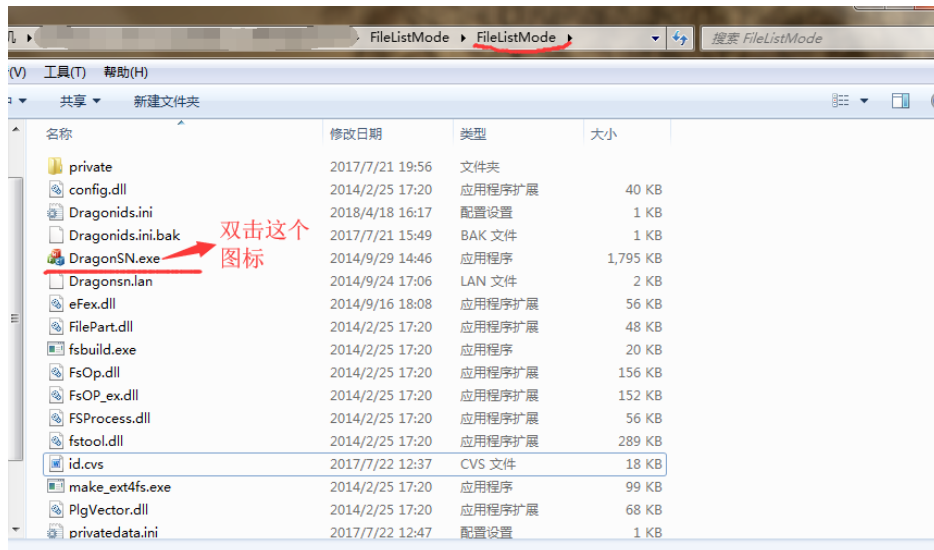 FileListMode ▸ FileListMode ▸ 搜索 FileListMode
(V) 工具(T) 帮助(H)
共享 新建文件夹
名称 修改日期 类型 大小
private 2017/7/21 19:56 文件夹
config.dll 2014/2/25 17:20 应用程序扩展 40 KB
Dragonids.ini 2018/4/18 16:17 配置设置 1 KB
Dragonids.ini.bak 2017/7/21 15:49 BAK 文件 1 KB
双击这个
图标
DragonSN.exe 2014/9/29 14:46 应用程序 1,795 KB
Dragonsn.lan 2014/9/24 17:06 LAN 文件 2 KB
eFex.dll 2014/9/16 18:08 应用程序扩展 56 KB
FilePart.dll 2014/2/25 17:20 应用程序扩展 48 KB
fsbuild.exe 2014/2/25 17:20 应用程序 20 KB
FsOp.dll 2014/2/25 17:20 应用程序扩展 156 KB
FsOP_ex.dll 2014/2/25 17:20 应用程序扩展 152 KB
FSProcess.dll 2014/2/25 17:20 应用程序扩展 56 KB
fstool.dll 2014/2/25 17:20 应用程序扩展 289 KB
id.cvs 2017/7/22 12:37 CVS 文件 18 KB
make_ext4fs.exe 2014/2/25 17:20 应用程序 99 KB
PlgVector.dll 2014/2/25 17:20 应用程序扩展 68 KB
privatedata.ini 2017/7/22 12:47 配置设置 1 KB